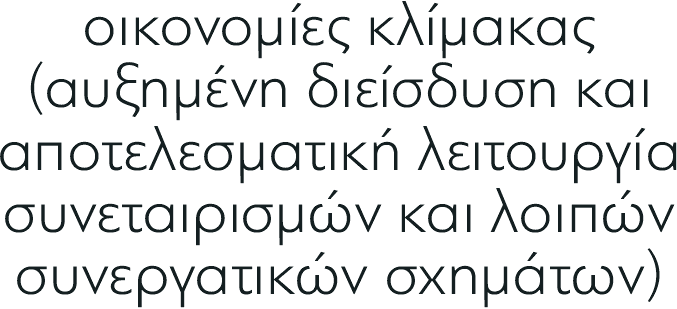 οικονομίες κλίμακας
(αυξημένη διείσδυση και
αποτελεσματική λειτουργία
συνεταιρισμών και λοιπών
συνεργατικών σχημάτων)